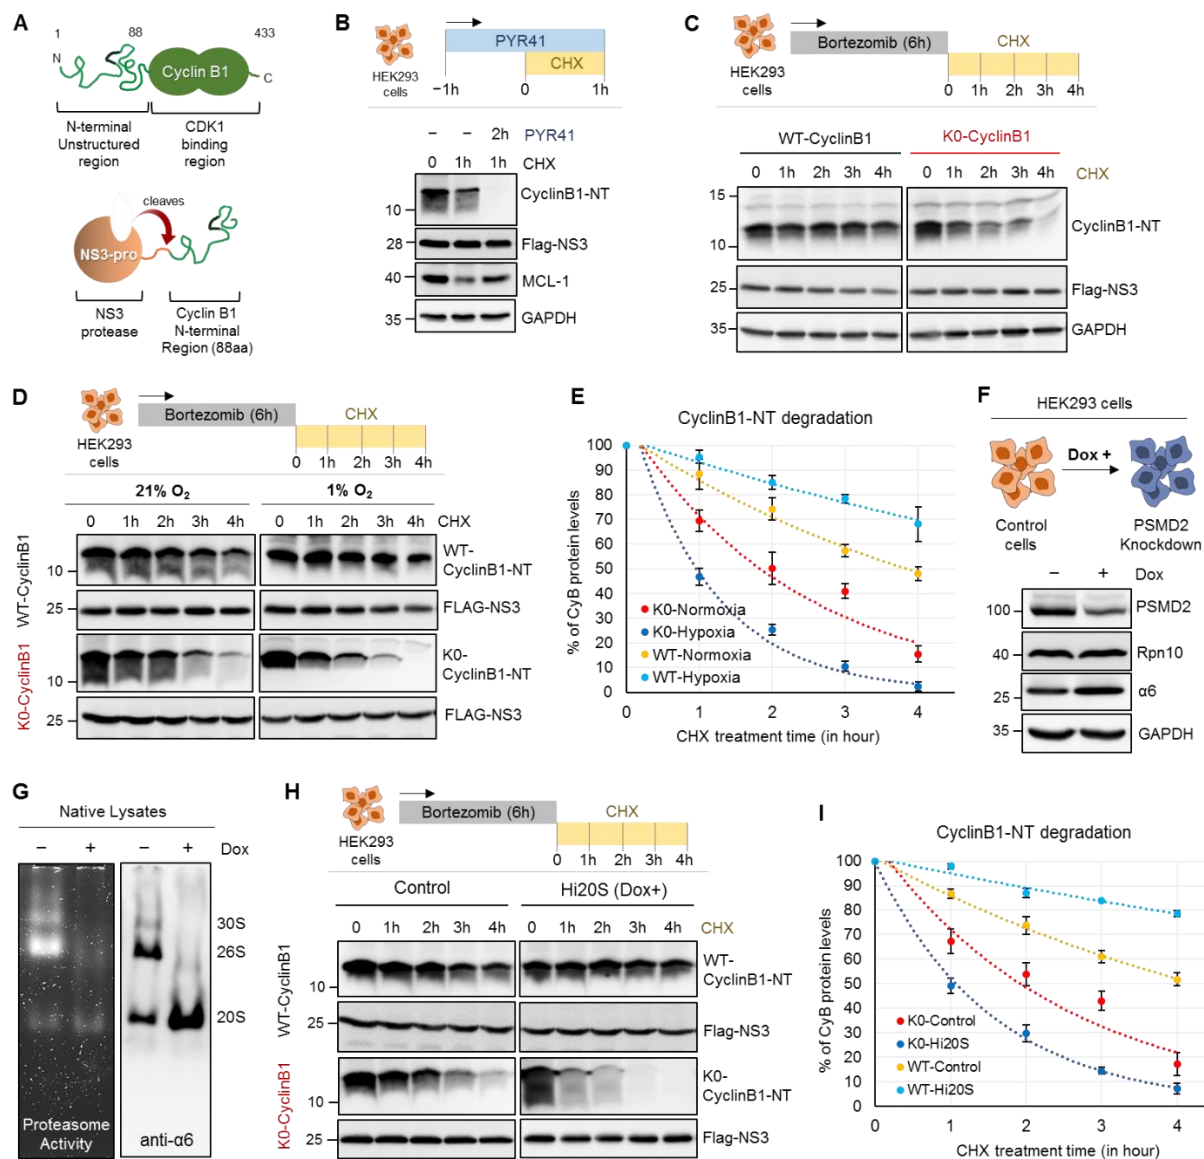 A
1 88 433
N
Cyclin B1
C
N-terminal
Unstructured
region
CDK1
binding
region
cleaves
NS3-pro
NS3
protease
Cyclin B1
N-terminal
Region (88aa)
B
PYR41
CHX
HEK293
cells
−1h 0 1h
– – 2h PYR41
0 1h 1h CHX
CyclinB1-NT
10
28 Flag-NS3
40 MCL-1
35 GAPDH
C
Bortezomib (6h) CHX
HEK293
cells
0 1h 2h 3h 4h
WT-CyclinB1 K0-CyclinB1
0 1h 2h 3h 4h 0 1h 2h 3h 4h CHX
15
CyclinB1-NT
10
25 Flag-NS3
35 GAPDH
D
Bortezomib (6h) CHX
HEK293
cells
0 1h 2h 3h 4h
21% O2 1% O2
0 1h 2h 3h 4h 0 1h 2h 3h 4h CHX
WT-CyclinB1
WT-
CyclinB1-NT
10
25 FLAG-NS3
K0-CyclinB1
K0-
CyclinB1-NT
10
25 FLAG-NS3
E
CyclinB1-NT degradation
% of CyB protein levels
100
90
80
70
60
50
40
30
20
10
0
K0-Normoxia
K0-Hypoxia
WT-Normoxia
WT-Hypoxia
0 1 2 3 4
CHX treatment time (in hour)
F
HEK293 cells
Dox +
Control
cells
PSMD2
Knockdown
– + Dox
100 PSMD2
40 Rpn10
25 α6
35 GAPDH
G
Native Lysates
– + – + Dox
30S
26S
20S
Proteasome
Activity
anti-α6
H
Bortezomib (6h) CHX
HEK293
cells
0 1h 2h 3h 4h
Control Hi20S (Dox+)
0 1h 2h 3h 4h 0 1h 2h 3h 4h CHX
WT-CyclinB1
WT-
CyclinB1-NT
10
25 Flag-NS3
K0-CyclinB1
K0-
CyclinB1-NT
10
25 Flag-NS3
I
CyclinB1-NT degradation
% of CyB protein levels
100
90
80
70
60
50
40
30
20
10
0
K0-Control
K0-Hi20S
WT-Control
WT-Hi20S
0 1 2 3 4
CHX treatment time (in hour)